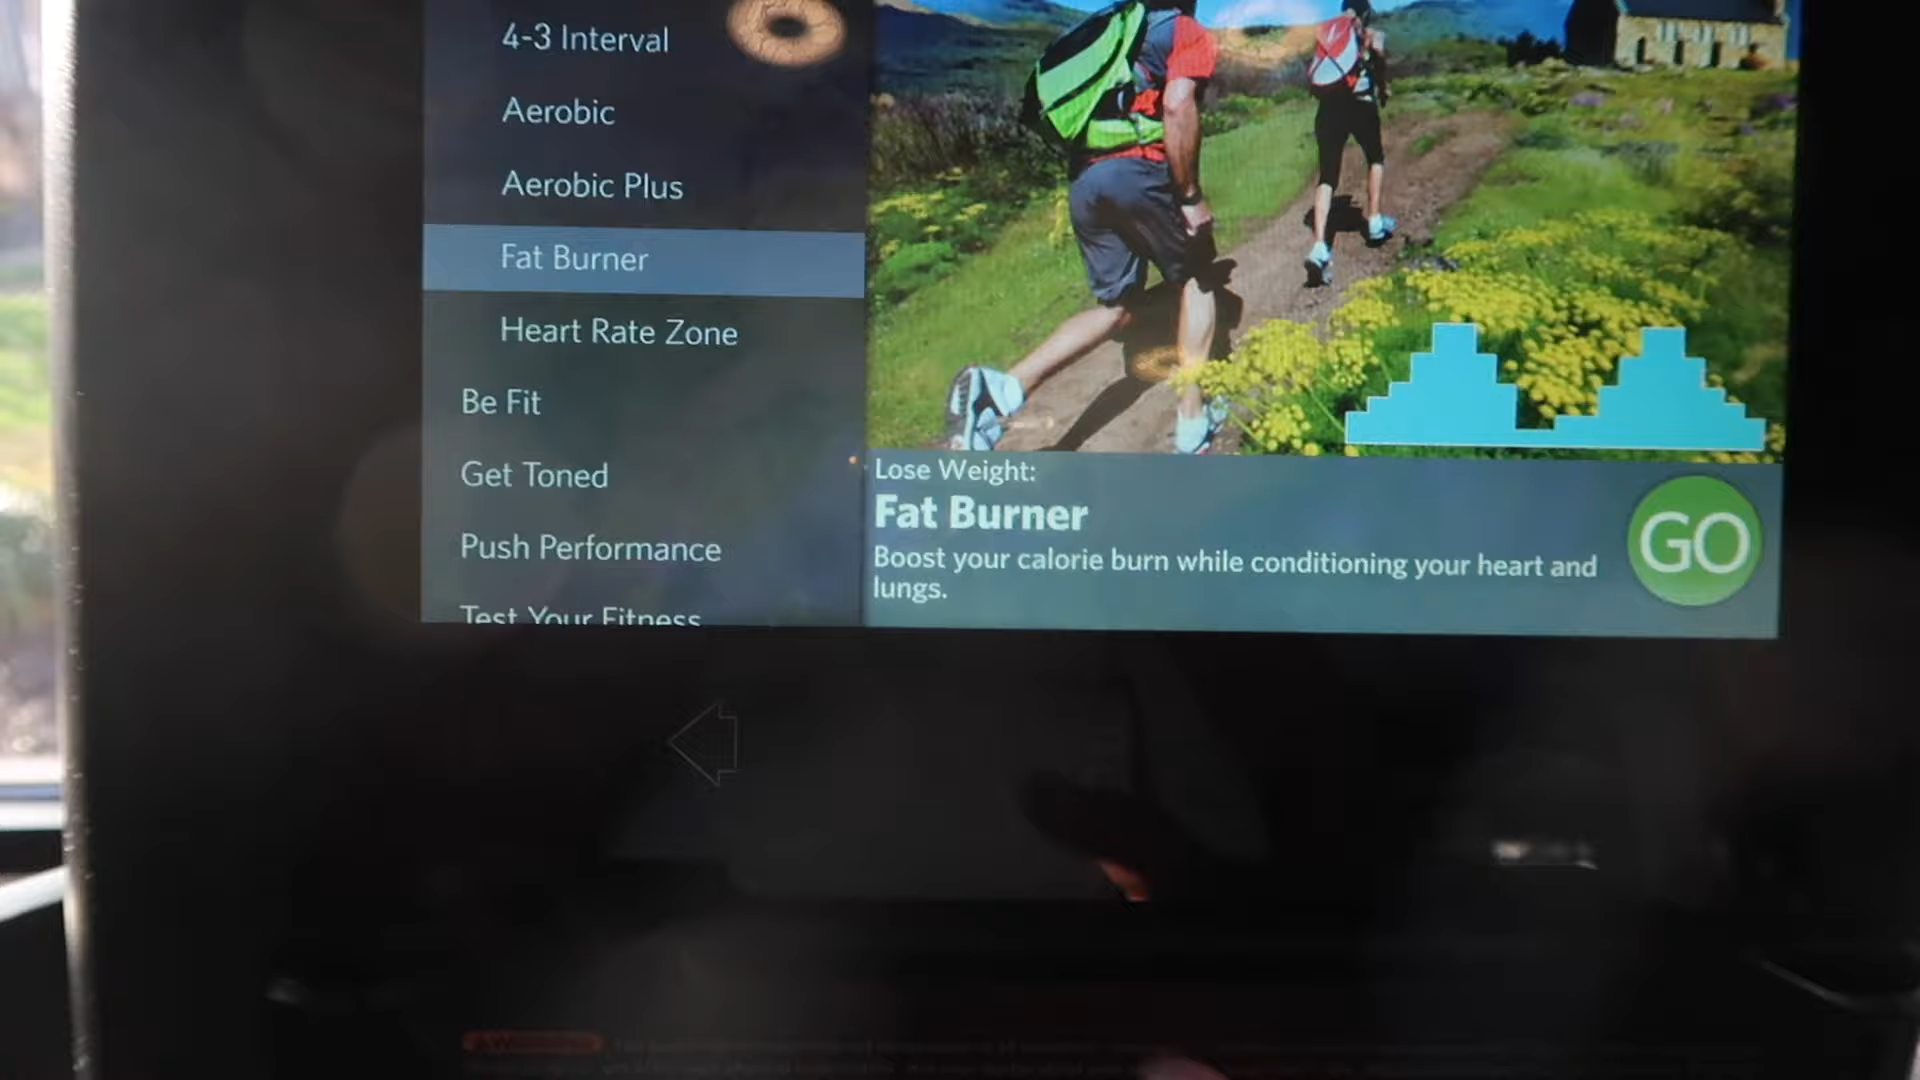 4-3 Interval
Aerobic
Aerobic Plus
Fat Burner
Heart Rate Zone
Be Fit
Get Toned
Push Performance
Test Your Fitness
Lose Weight:
Fat Burner
Boost your calorie burn while conditioning your heart and
lungs.
GO